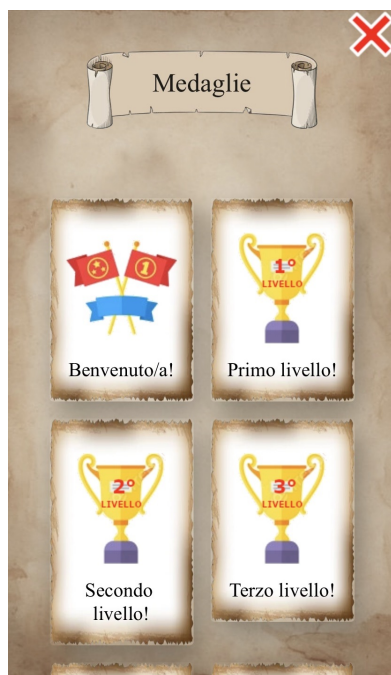 Medaglie
1
Benvenuto/a!
1°
LIVELLO
Primo livello!
2°
LIVELLO
Secondo
livello!
3°
LIVELLO
Terzo livello!